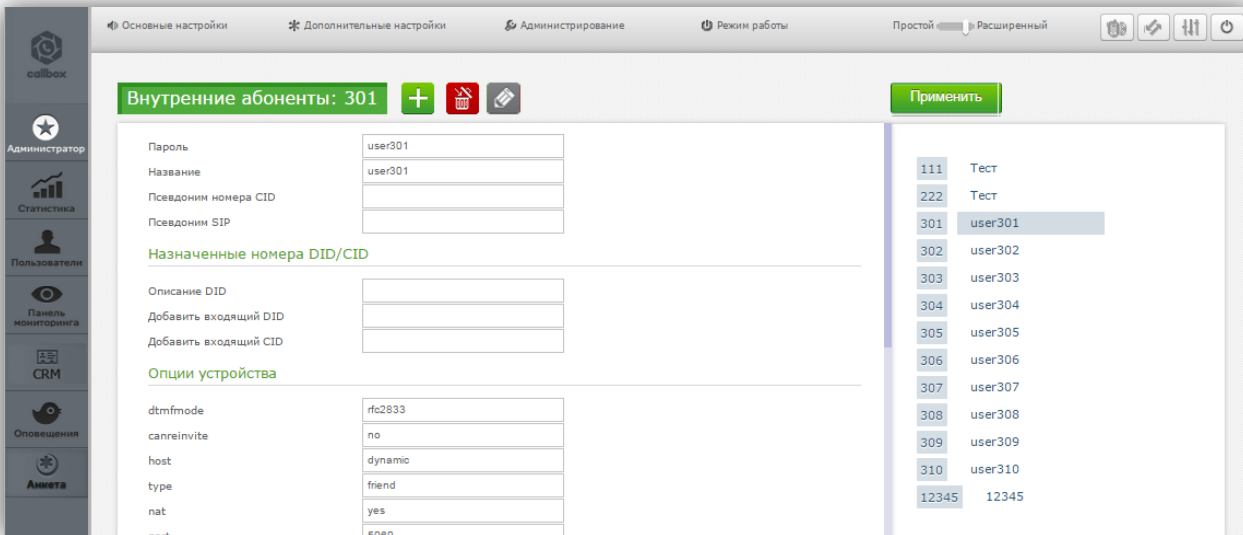 Основные настройки Дополнительные настройки Администрирование Режим работы Простой Расширенный
callbox
Администратор
Статистика
Пользователи
Панель
мониторинга
CRM
Оповещения
Анкета
Внутренние абоненты: 301
Применить
Пароль user301
Название user301
Псевдоним номера CID
Псевдоним SIP
Назначенные номера DID/CID
Описание DID
Добавить входящий DID
Добавить входящий CID
Опции устройства
dtmfmode rfc2833
canreinvite no
host dynamic
type friend
nat yes
port 5060
111 Тест
222 Тест
301 user301
302 user302
303 user303
304 user304
305 user305
306 user306
307 user307
308 user308
309 user309
310 user310
12345 12345